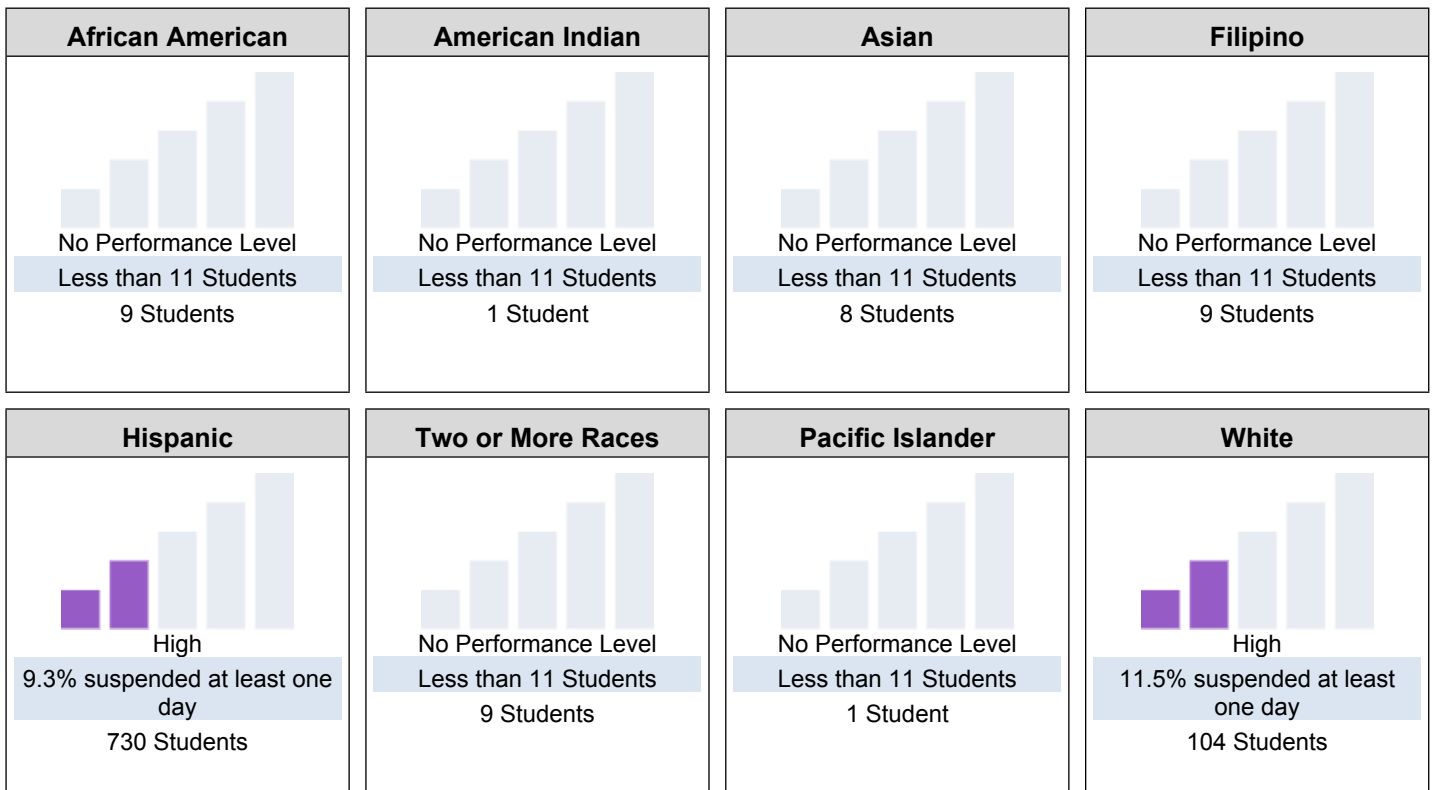 African American
No Performance Level
Less than 11 Students
9 Students
American Indian
No Performance Level
Less than 11 Students
1 Student
Asian
No Performance Level
Less than 11 Students
8 Students
Filipino
No Performance Level
Less than 11 Students
9 Students
Hispanic
High
9.3% suspended at least one
day
730 Students
Two or More Races
No Performance Level
Less than 11 Students
9 Students
Pacific Islander
No Performance Level
Less than 11 Students
1 Student
White
High
11.5% suspended at least
one day
104 Students